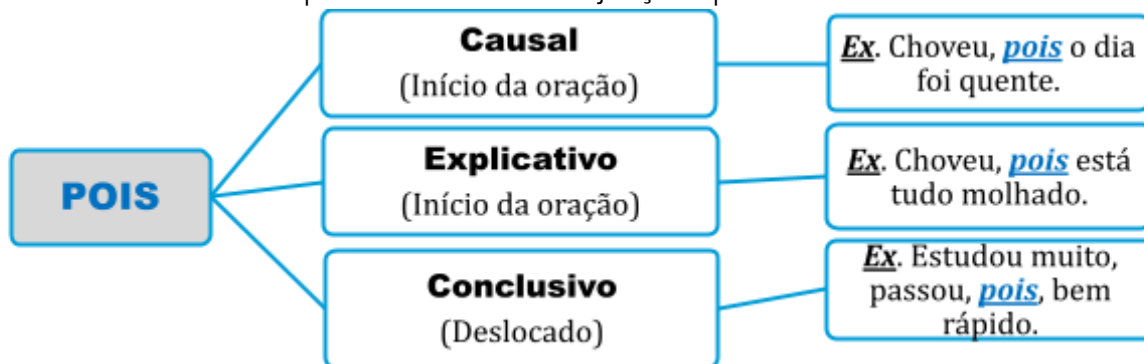 POIS
Causal
(Início da oração)
Ex. Choveu, pois o dia
foi quente.
Explicativo
(Início da oração)
Ex. Choveu, pois está
tudo molhado.
Conclusivo
(Deslocado)
Ex. Estudou muito,
passou, pois, bem
rápido.